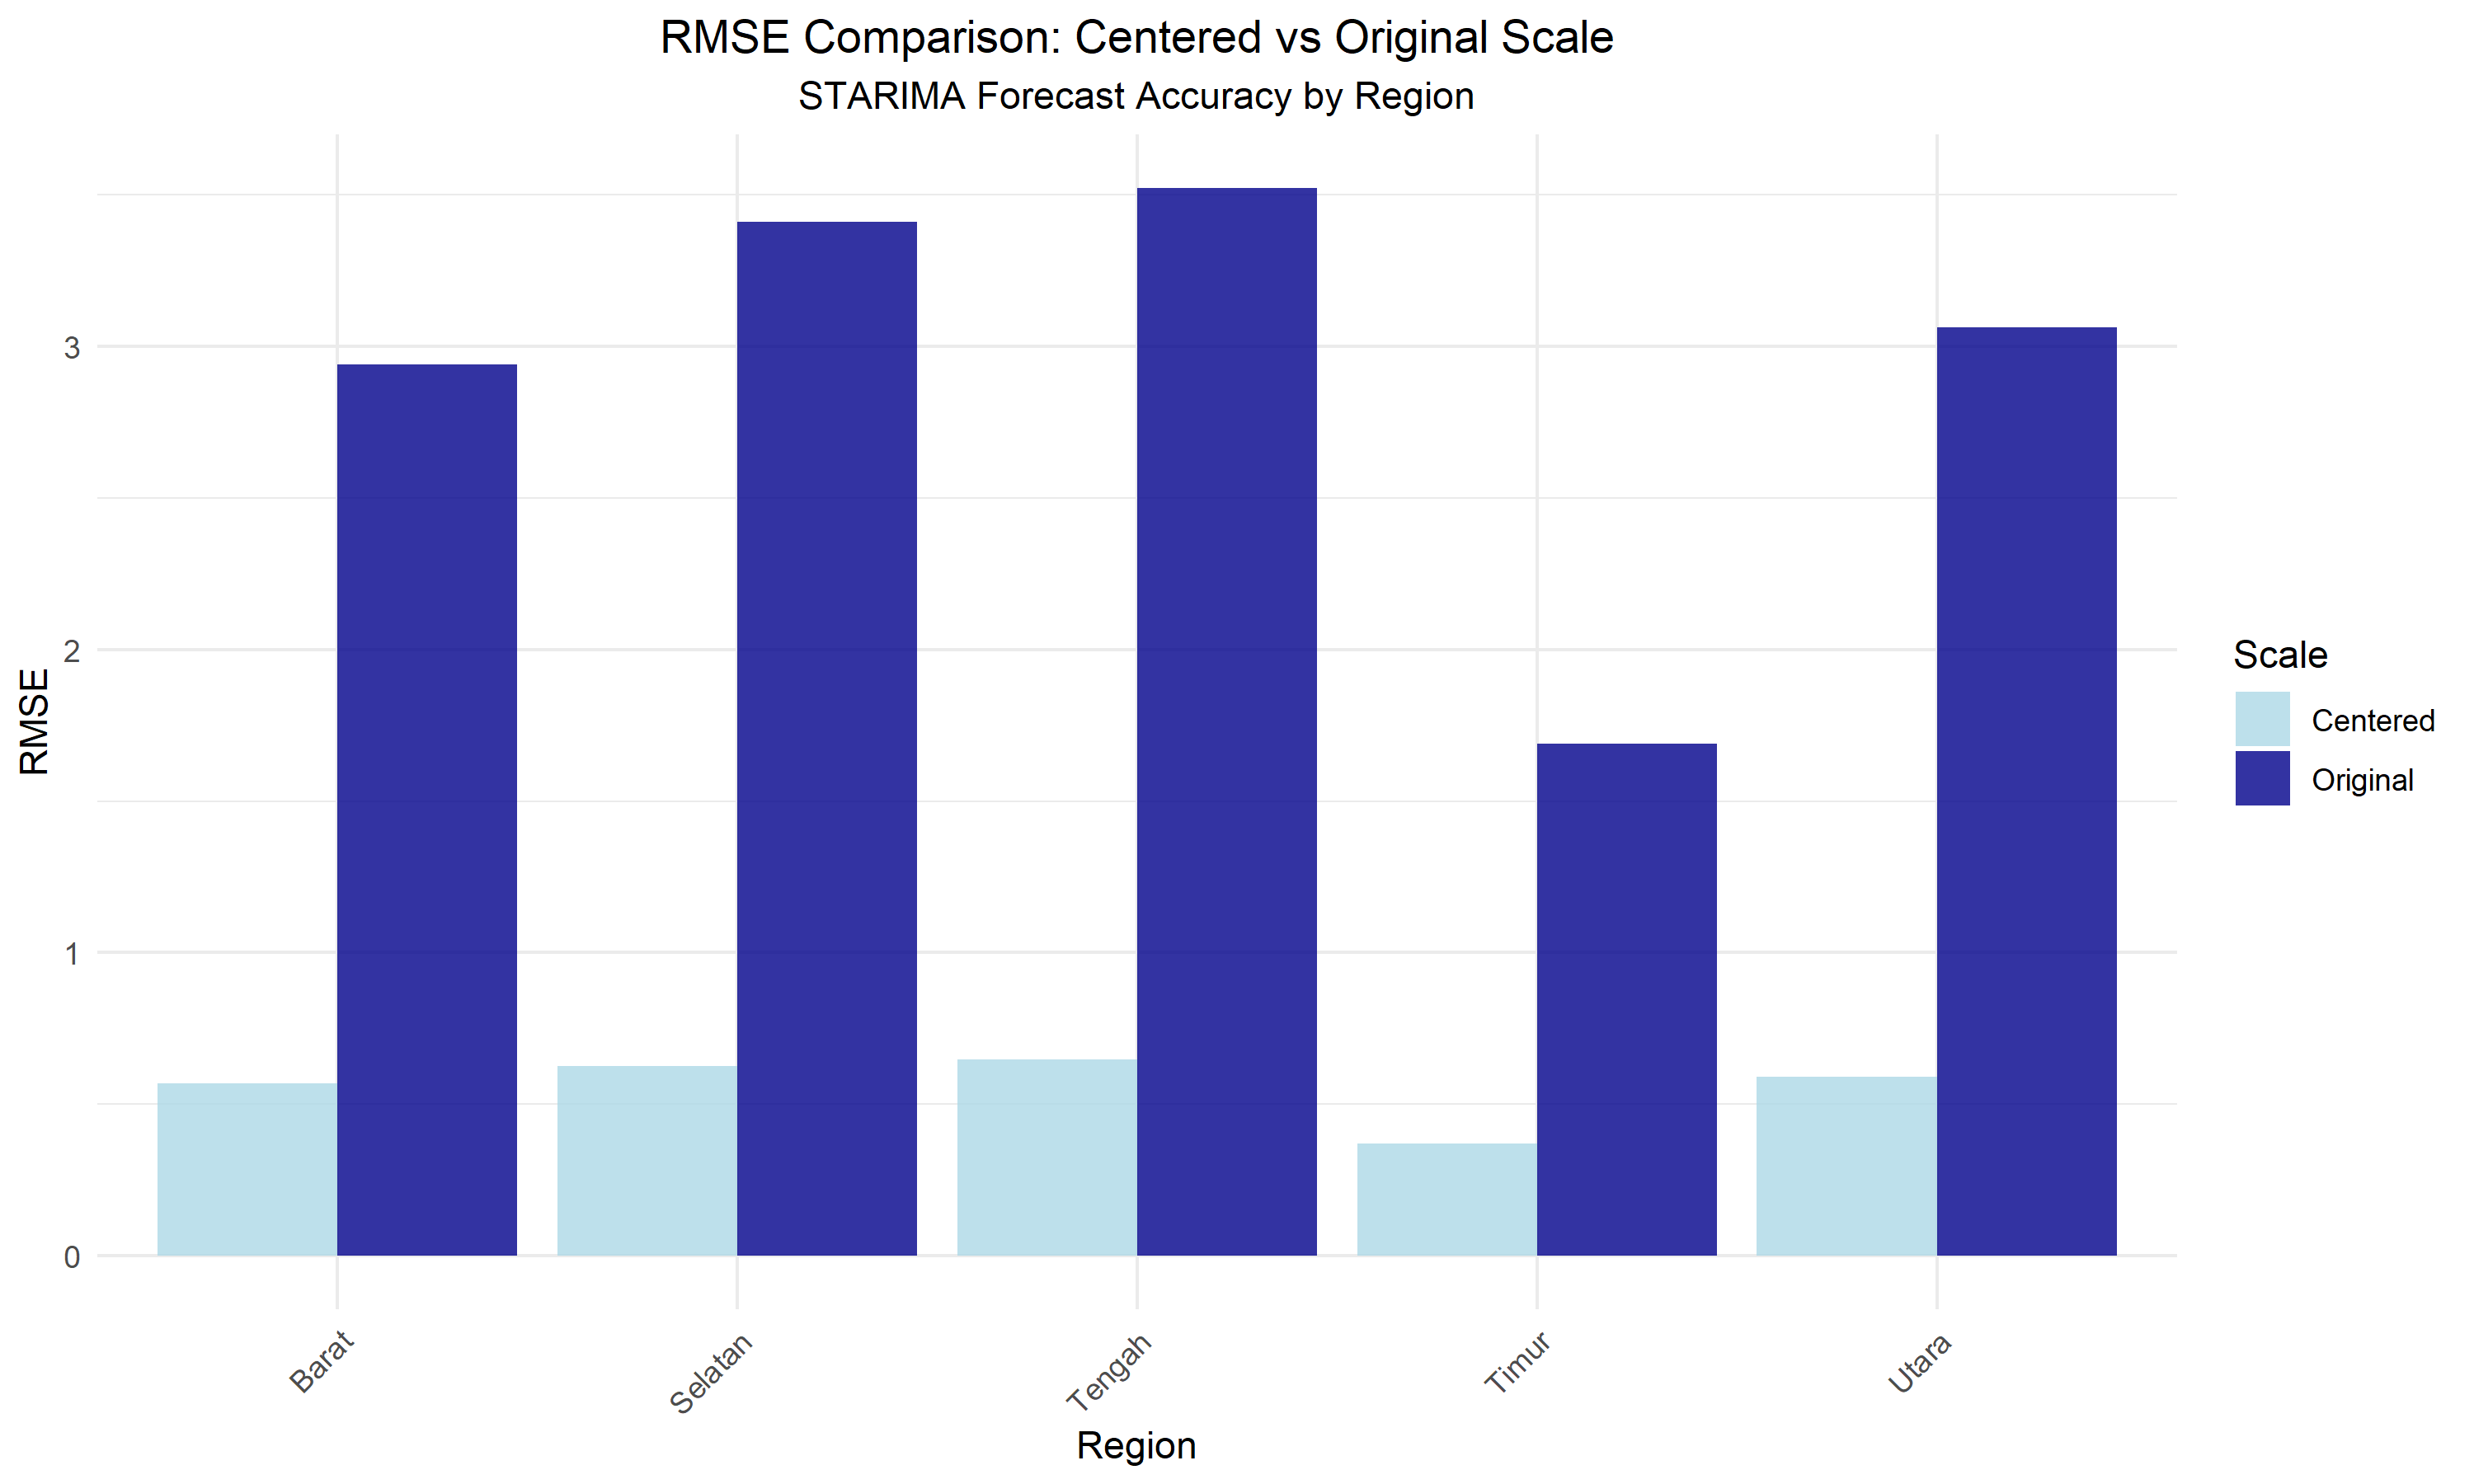 RMSE Comparison: Centered vs Original Scale
STARIMA Forecast Accuracy by Region
RMSE
3
2
1
0
Barat
Selatan
Tengah
Timur
Utara
Region
Scale
Centered
Original